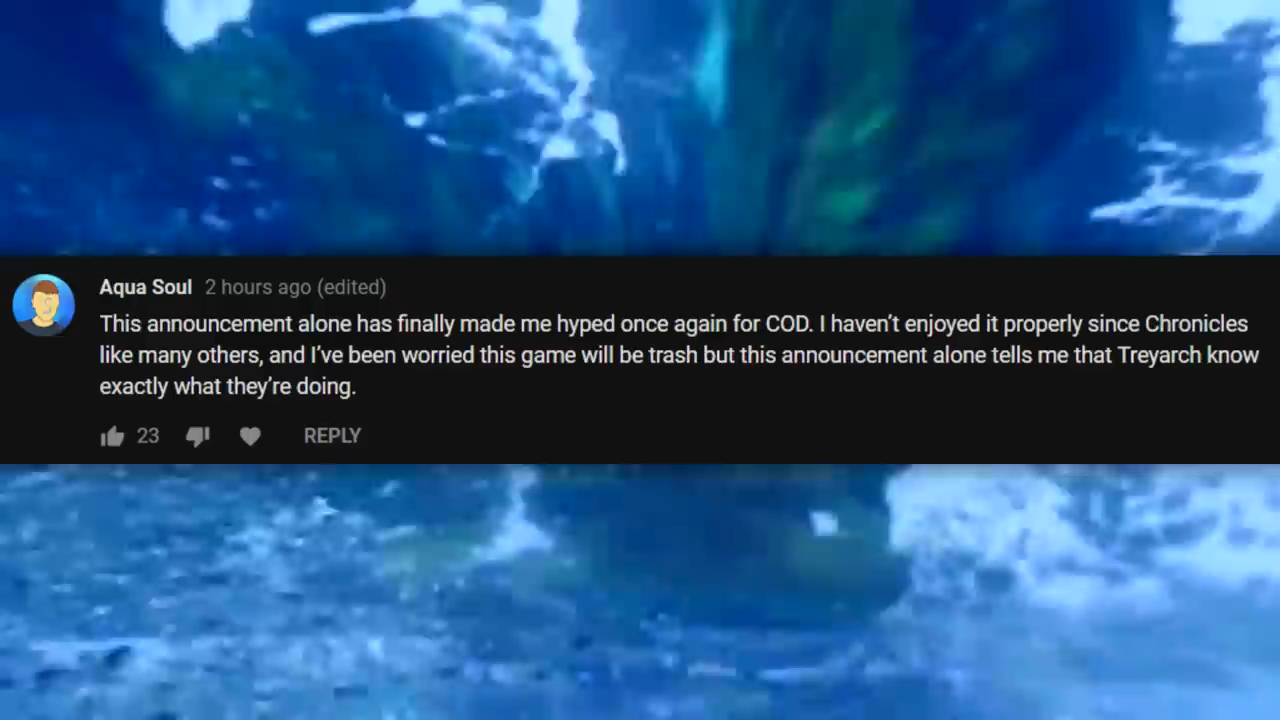 Aqua Soul 2 hours ago (edited)
This announcement alone has finally made me hyped once again for COD. I haven’t enjoyed it properly since Chronicles
like many others, and I’ve been worried this game will be trash but this announcement alone tells me that Treyarch know
exactly what they’re doing.
23 REPLY